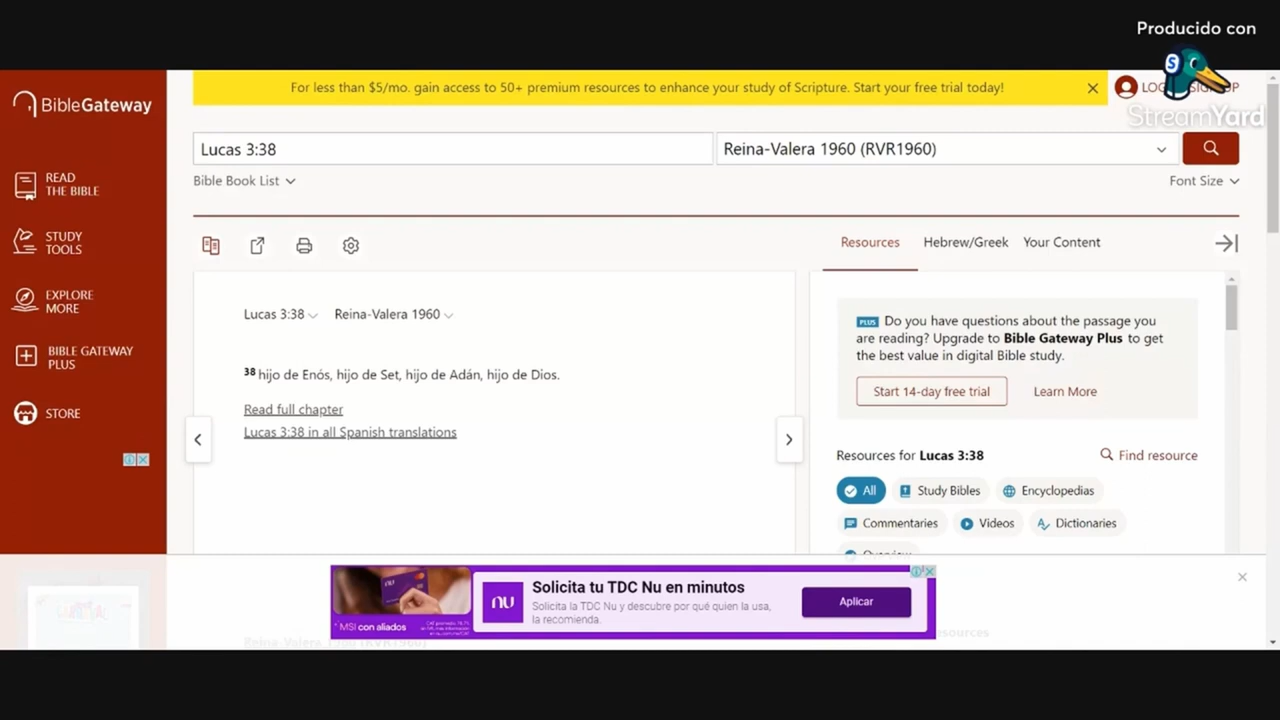 Producido con
StreamYard
For less than $5/mo. gain access to 50+ premium resources to enhance your study of Scripture. Start your free trial today!
BibleGateway
Lucas 3:38
Reina-Valera 1960 (RVR1960)
Bible Book List
Font Size
READ
THE BIBLE
STUDY
TOOLS
EXPLORE
MORE
BIBLE GATEWAY
PLUS
STORE
Resources
Hebrew/Greek
Your Content
Lucas 3:38
Reina-Valera 1960
38 hijo de Enós, hijo de Set, hijo de Adán, hijo de Dios.
Read full chapter
Lucas 3:38 in all Spanish translations
PLUS Do you have questions about the passage you
are reading? Upgrade to Bible Gateway Plus to get
the best value in digital Bible study.
Start 14-day free trial
Learn More
Resources for Lucas 3:38
Find resource
All
Study Bibles
Encyclopedias
Commentaries
Videos
Dictionaries
Overview
MSI con aliados
nu
Solicita tu TDC Nu en minutos
Solicita la TDC Nu y descubre por qué quien la usa,
la recomienda.
Aplicar
Reina-Valera 1960 (RVR1960)